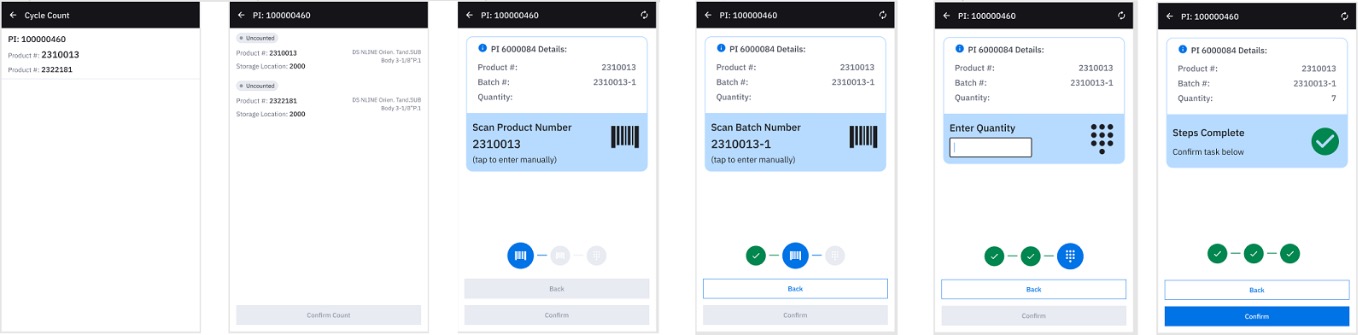 Cycle Count
PI: 100000460
Product #: 2310013
Product #: 2322181
PI: 100000460
Uncounted
Product #: 2310013
DS NLINE Orien. Tand.SUB
Storage Location: 2000
Body 3-1/8"P.1
Uncounted
Product #: 2322181
DS NLINE Orien. Tand.SUB
Storage Location: 2000
Body 3-1/8"P.1
Confirm Count
PI: 100000460
PI 6000084 Details:
Product #: 2310013
Batch #: 2310013-1
Quantity:
Scan Product Number
2310013
(tap to enter manually)
Back
Confirm
PI: 100000460
PI 6000084 Details:
Product #: 2310013
Batch #: 2310013-1
Quantity:
Scan Batch Number
2310013-1
(tap to enter manually)
Back
Confirm
PI: 100000460
PI 6000084 Details:
Product #: 2310013
Batch #: 2310013-1
Quantity:
Enter Quantity
Back
Confirm
PI: 100000460
PI 6000084 Details:
Product #: 2310013
Batch #: 2310013-1
Quantity: 7
Steps Complete
Confirm task below
Back
Confirm